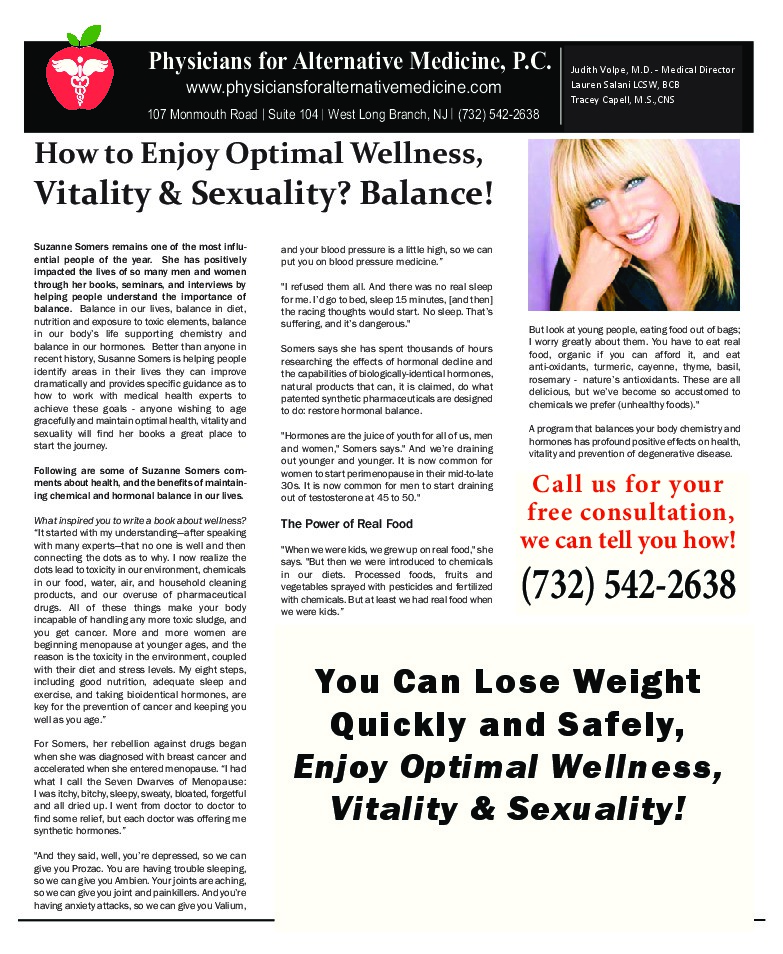 Physicians for Alternative Medicine, P.C.
www.physiciansforalternativemedicine.com
107 Monmouth Road | Suite 104 | West Long Branch, NJ | (732) 542-2638
Judith Volpe, M.D. - Medical Director
Lauren Salani LCSW, BCB
Tracey Capell, M.S.,CNS
How to Enjoy Optimal Wellness,
Vitality & Sexuality? Balance!
Suzanne Somers remains one of the most influ-
ential people of the year. She has positively
impacted the lives of so many men and women
through her books, seminars, and interviews by
helping people understand the importance of
balance. Balance in our lives, balance in diet,
nutrition and exposure to toxic elements, balance
in our body's life supporting chemistry and
balance in our hormones. Better than anyone in
recent history, Susanne Somers is helping people
identify areas in their lives they can improve
dramatically and provides specific guidance as to
how to work with medical health experts to
achieve these goals - anyone wishing to age
gracefully and maintain optimal health, vitality and
sexuality will find her books a great place to
start the journey.
Following are some of Suzanne Somers com-
ments about health, and the benefits of maintain-
ing chemical and hormonal balance in our lives.
What inspired you to write a book about wellness?
"It started with my understanding—after speaking
with many experts—that no one is well and then
connecting the dots as to why. I now realize the
dots lead to toxicity in our environment, chemicals
in our food, water, air, and household cleaning
products, and our overuse of pharmaceutical
drugs. All of these things make your body
incapable of handling any more toxic sludge, and
you get cancer. More and more women are
beginning menopause at younger ages, and the
reason is the toxicity in the environment, coupled
with their diet and stress levels. My eight steps,
including good nutrition, adequate sleep and
exercise, and taking bioidentical hormones, are
key for the prevention of cancer and keeping you
well as you age."
For Somers, her rebellion against drugs began
when she was diagnosed with breast cancer and
accelerated when she entered menopause. "I had
what I call the Seven Dwarves of Menopause:
I was itchy, bitchy, sleepy, sweaty, bloated, forgetful
and all dried up. I went from doctor to doctor to
find some relief, but each doctor was offering me
synthetic hormones."
"And they said, well, you're depressed, so we can
give you Prozac. You are having trouble sleeping,
so we can give you Ambien. Your joints are aching,
so we can give you joint and painkillers. And you're
having anxiety attacks, so we can give you Valium,
and your blood pressure is a little high, so we can
put you on blood pressure medicine."
"I refused them all. And there was no real sleep
for me. I'd go to bed, sleep 15 minutes, [and then]
the racing thoughts would start. No sleep. That's
suffering, and it's dangerous."
Somers says she has spent thousands of hours
researching the effects of hormonal decline and
the capabilities of biologically-identical hormones,
natural products that can, it is claimed, do what
patented synthetic pharmaceuticals are designed
to do: restore hormonal balance.
"Hormones are the juice of youth for all of us, men
and women," Somers says." And we're draining
out younger and younger. It is now common for
women to start perimenopause in their mid-to-late
30s. It is now common for men to start draining
out of testosterone at 45 to 50."
The Power of Real Food
"When we were kids, we grew up on real food," she
says. "But then we were introduced to chemicals
in our diets. Processed foods, fruits and
vegetables sprayed with pesticides and fertilized
with chemicals. But at least we had real food when
we were kids."
But look at young people, eating food out of bags;
I worry greatly about them. You have to eat real
food, organic if you can afford it, and eat
anti-oxidants, turmeric, cayenne, thyme, basil,
rosemary - nature's antioxidants. These are all
delicious, but we've become so accustomed to
chemicals we prefer (unhealthy foods)."
A program that balances your body chemistry and
hormones has profound positive effects on health,
vitality and prevention of degenerative disease.
Call us for your
free consultation,
we can tell you how!
(732) 542-2638
You Can Lose Weight
Quickly and Safely,
Enjoy Optimal Wellness,
Vitality & Sexuality!